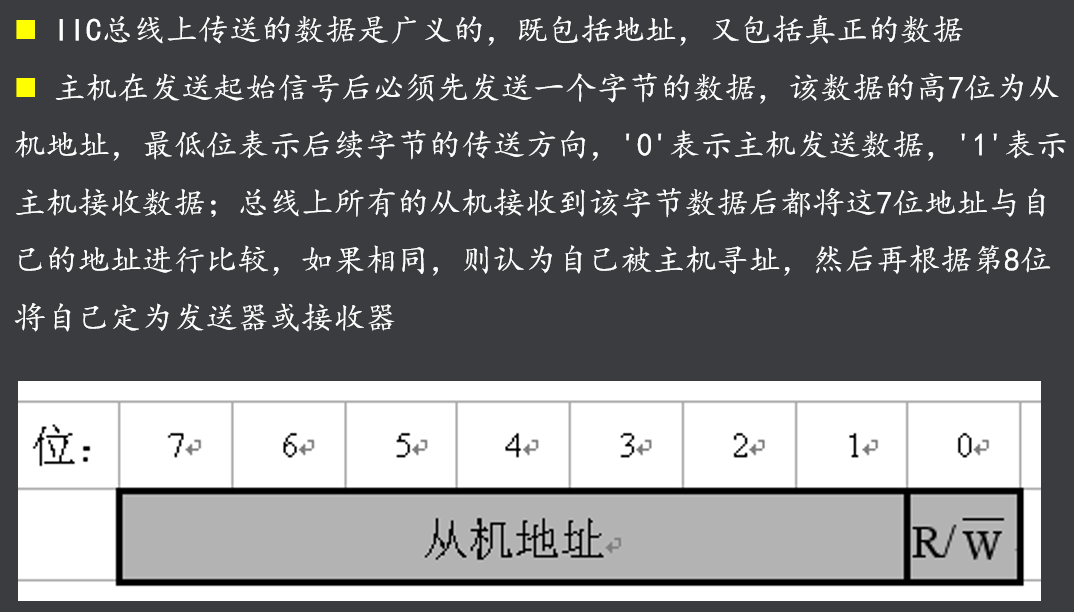 IIC总线上传送的数据是广义的，既包括地址，又包括真正的数据
主机在发送起始信号后必须先发送一个字节的数据，该数据的高7位为从
机地址，最低位表示后续字节的传送方向，'0'表示主机发送数据，'1'表示
主机接收数据；总线上所有的从机接收到该字节数据后都将这7位地址与自
己的地址进行比较，如果相同，则认为自己被主机寻址，然后再根据第8位
将自己定为发送器或接收器
位： 7 6 5 4 3 2 1 0
从机地址 R/W̅